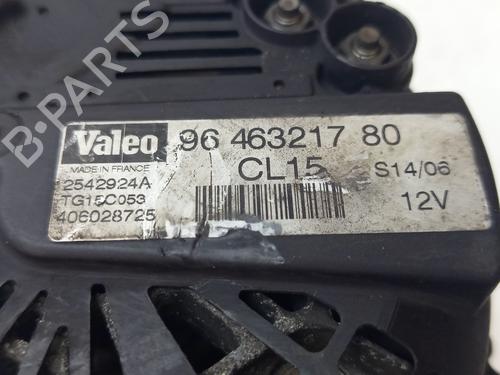 B-PARTS
Valeo 96 463217 80
MADE IN FRANCE CL15 S14/06
2542924A
TG15C053 12V
406028725